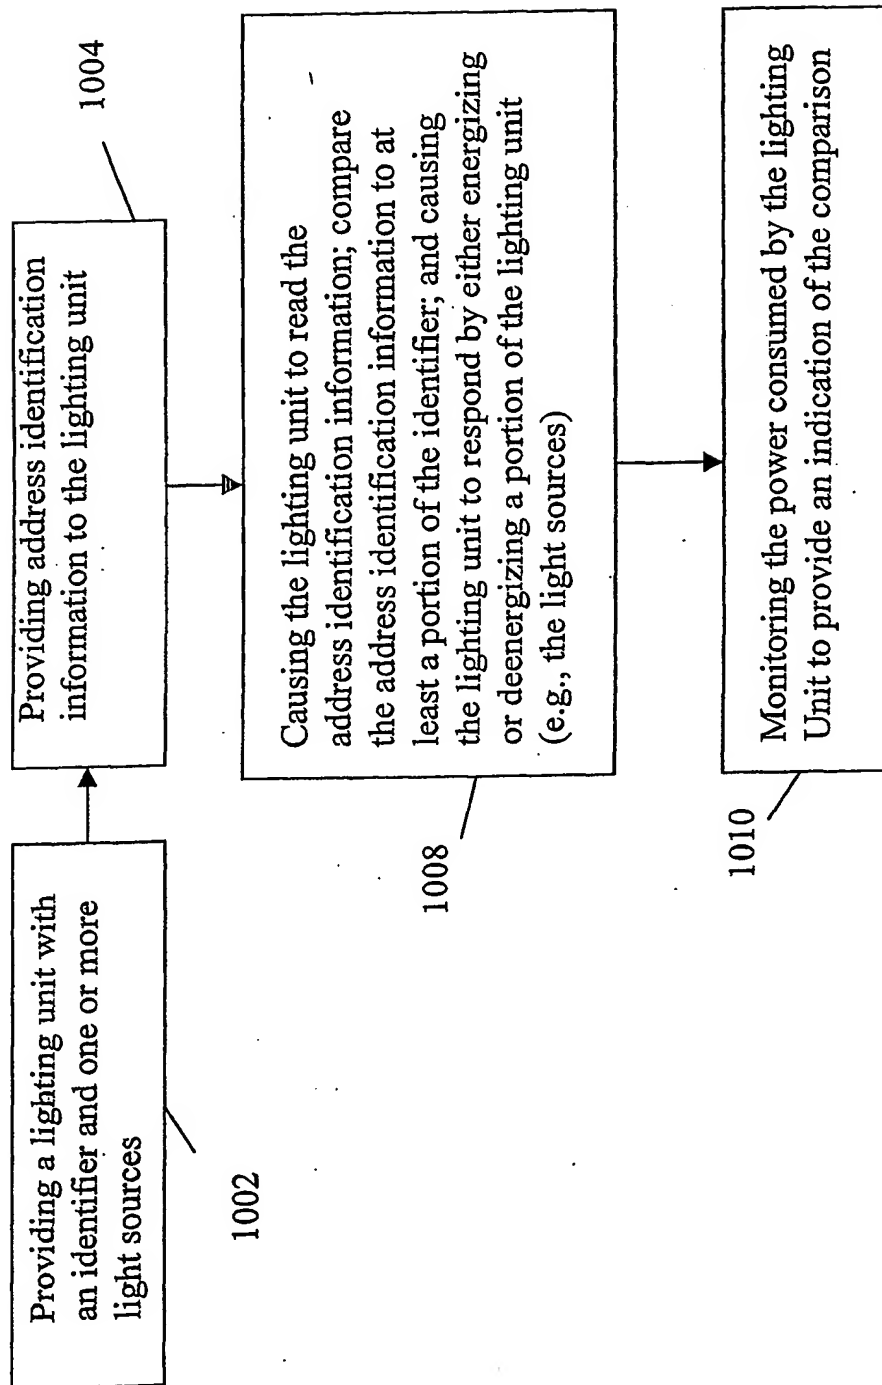 Providing a lighting unit with
an identifier and one or more
light sources
1002
Providing address identification
information to the lighting unit
1004
Causing the lighting unit to read the
address identification information; compare
the address identification information to at
least a portion of the identifier; and causing
the lighting unit to respond by either energizing
or deenergizing a portion of the lighting unit
(e.g., the light sources)
1008
Monitoring the power consumed by the lighting
Unit to provide an indication of the comparison
1010